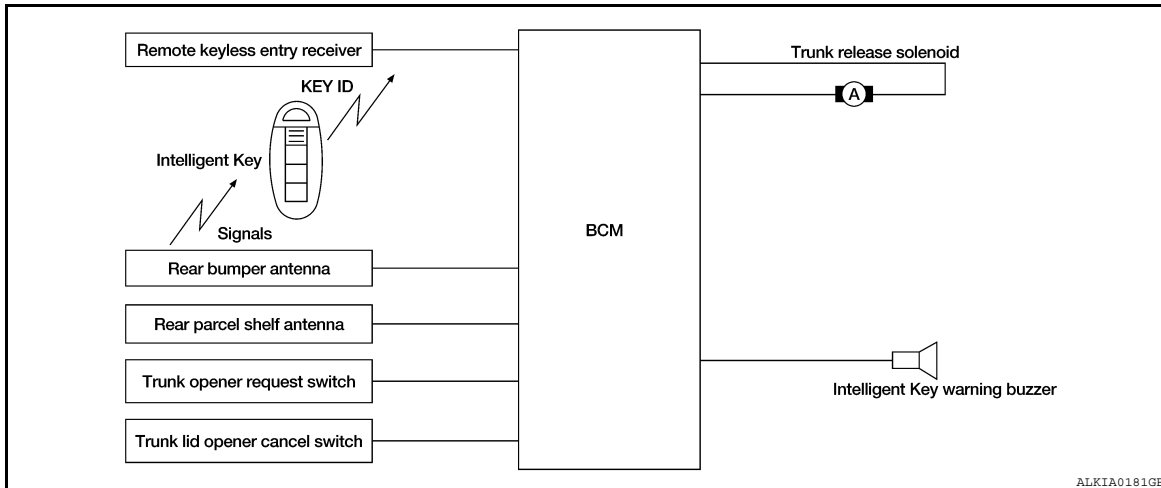 Remote keyless entry receiver
KEY ID
Intelligent Key
Signals
Rear bumper antenna
Rear parcel shelf antenna
Trunk opener request switch
Trunk lid opener cancel switch
BCM
Trunk release solenoid
A
Intelligent Key warning buzzer
ALKIA0181GB